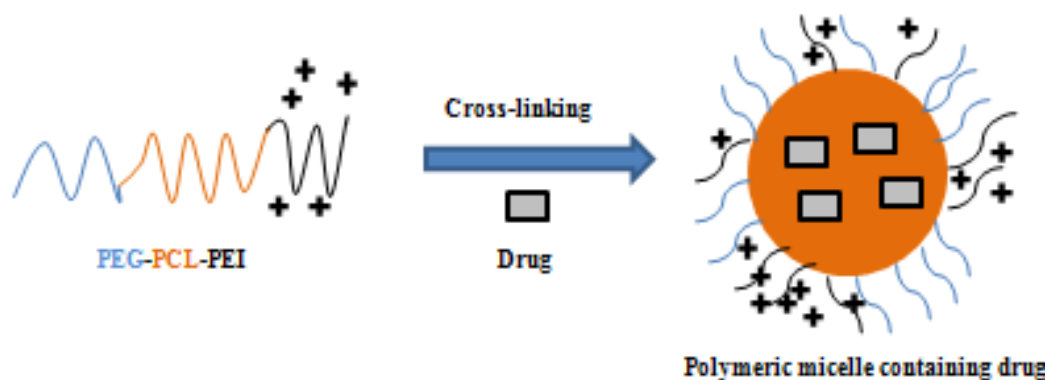 Cross-linking
PEG-PCL-PEI
Drug
Polymeric micelle containing drug